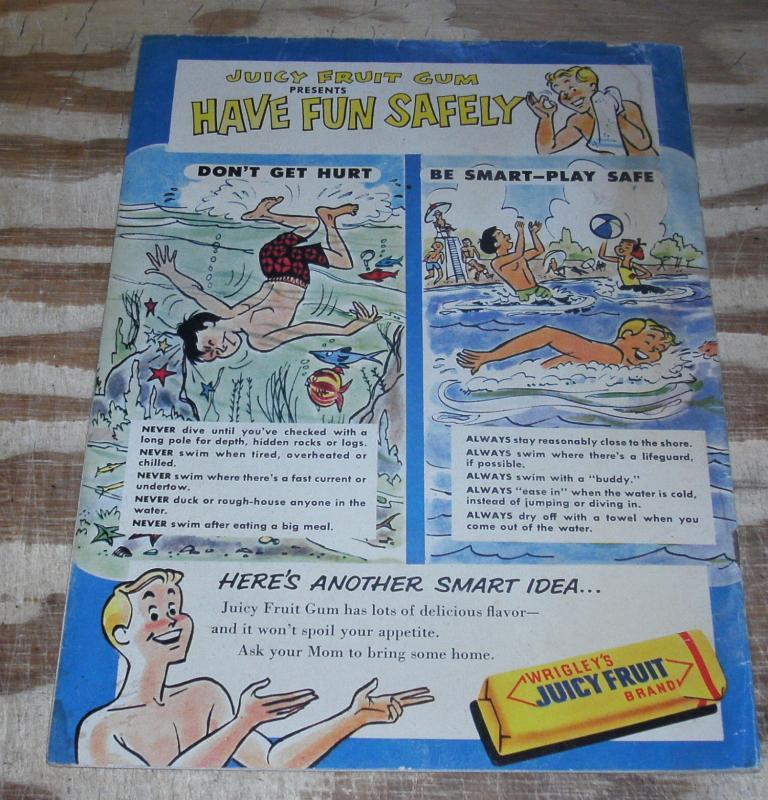 JUICY FRUIT GUM
PRESENTS
HAVE FUN SAFELY
DON'T GET HURT
NEVER dive until you've checked with a
long pole for depth, hidden rocks or logs.
NEVER swim when tired, overheated or
chilled.
NEVER swim where there's a fast current or
undertow.
NEVER duck or rough-house anyone in the
water.
NEVER swim after eating a big meal.
BE SMART—PLAY SAFE
ALWAYS stay reasonably close to the shore.
ALWAYS swim where there's a lifeguard,
if possible.
ALWAYS swim with a "buddy."
ALWAYS "ease in" when the water is cold,
instead of jumping or diving in.
ALWAYS dry off with a towel when you
come out of the water.
HERE'S ANOTHER SMART IDEA...
Juicy Fruit Gum has lots of delicious flavor—
and it won't spoil your appetite.
Ask your Mom to bring some home.
WRIGLEY'S
JUICY FRUIT
BRAND